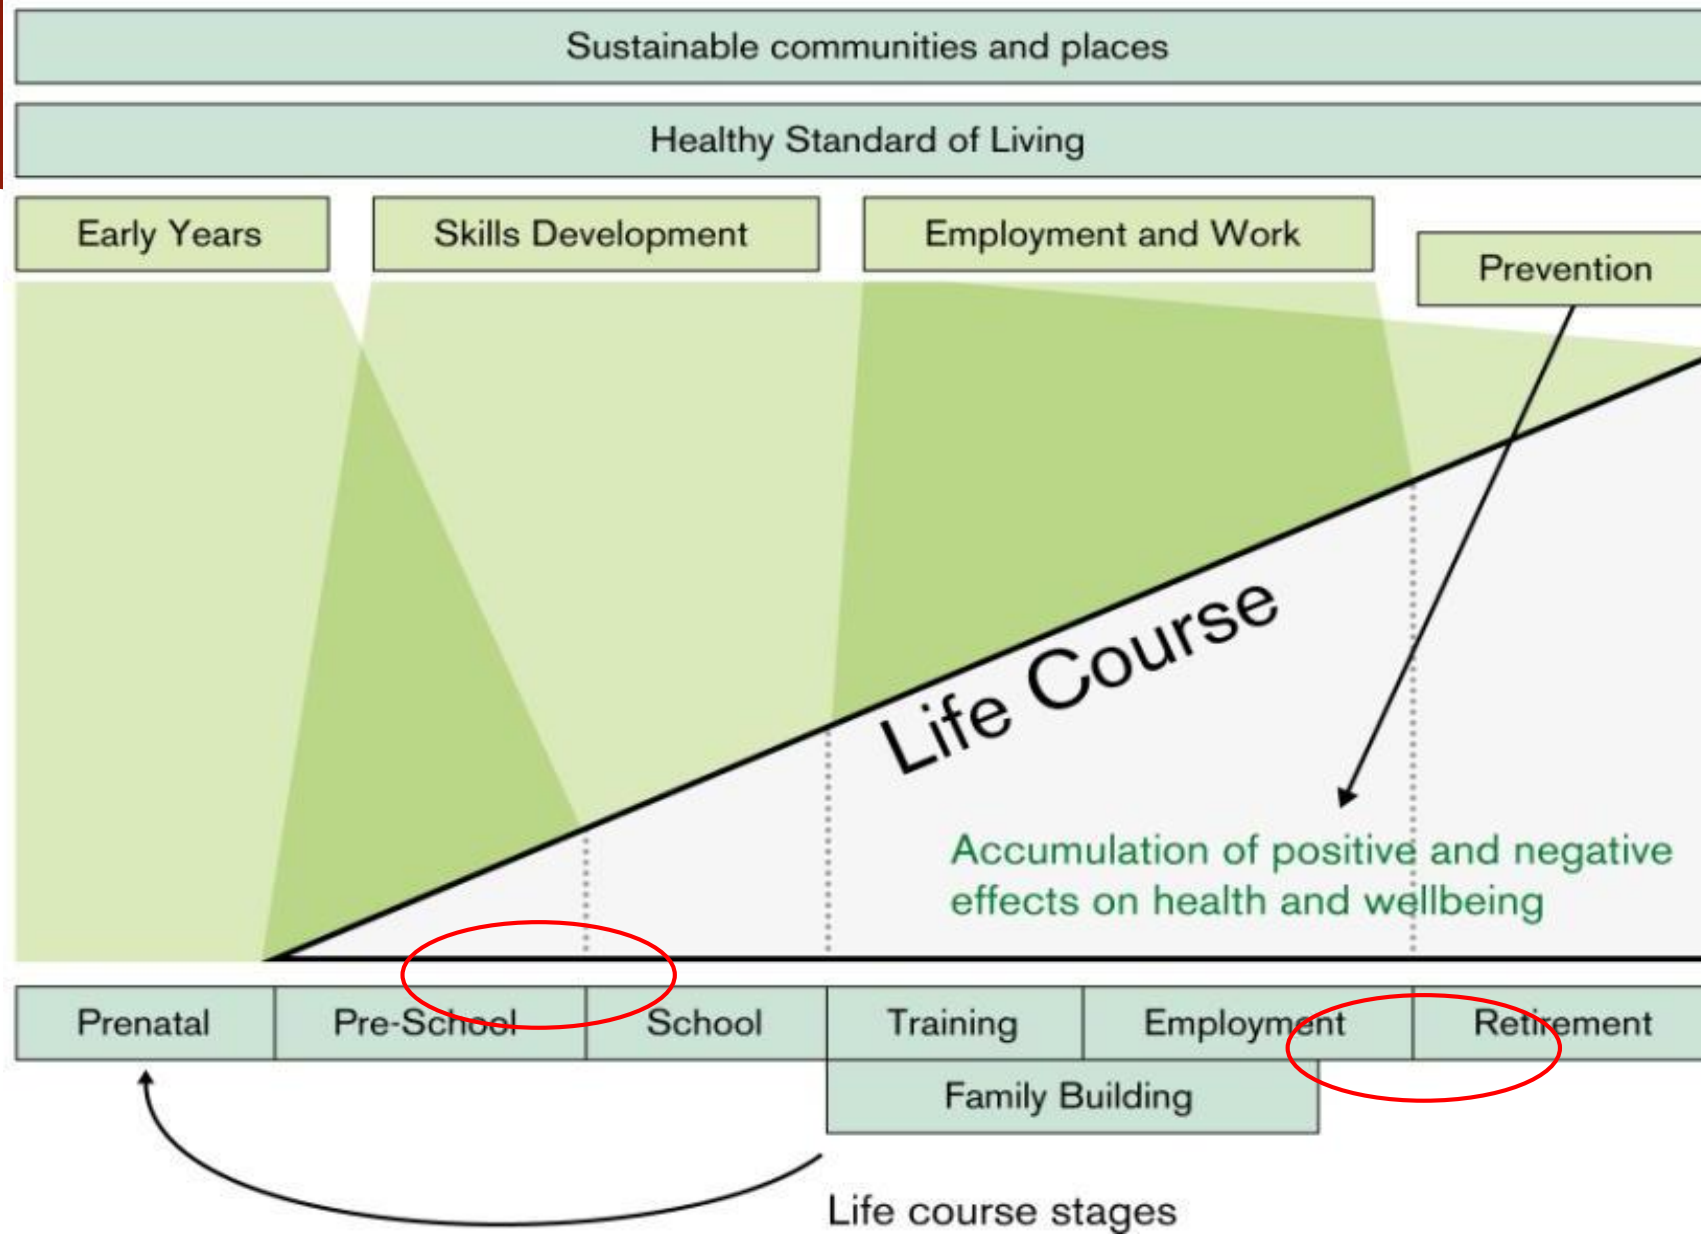 Sustainable communities and places
Healthy Standard of Living
Early Years
Skills Development
Employment and Work
Prevention
Life Course
Accumulation of positive and negative
effects on health and wellbeing
Prenatal
Pre-School
School
Training
Employment
Retirement
Family Building
Life course stages